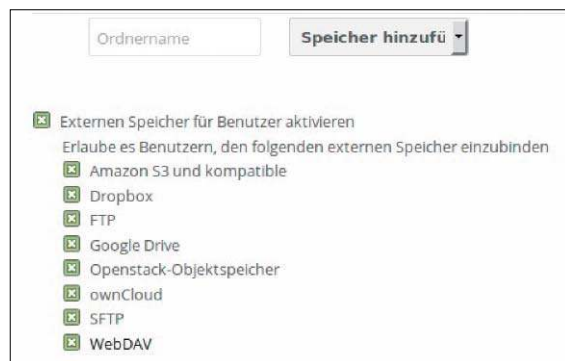 Ordnername Speicher hinzufü
Externen Speicher für Benutzer aktivieren
Erlaube es Benutzern, den folgenden externen Speicher einzubinden
Amazon S3 und kompatible
Dropbox
FTP
Google Drive
Openstack-Objektspeicher
ownCloud
SFTP
WebDAV